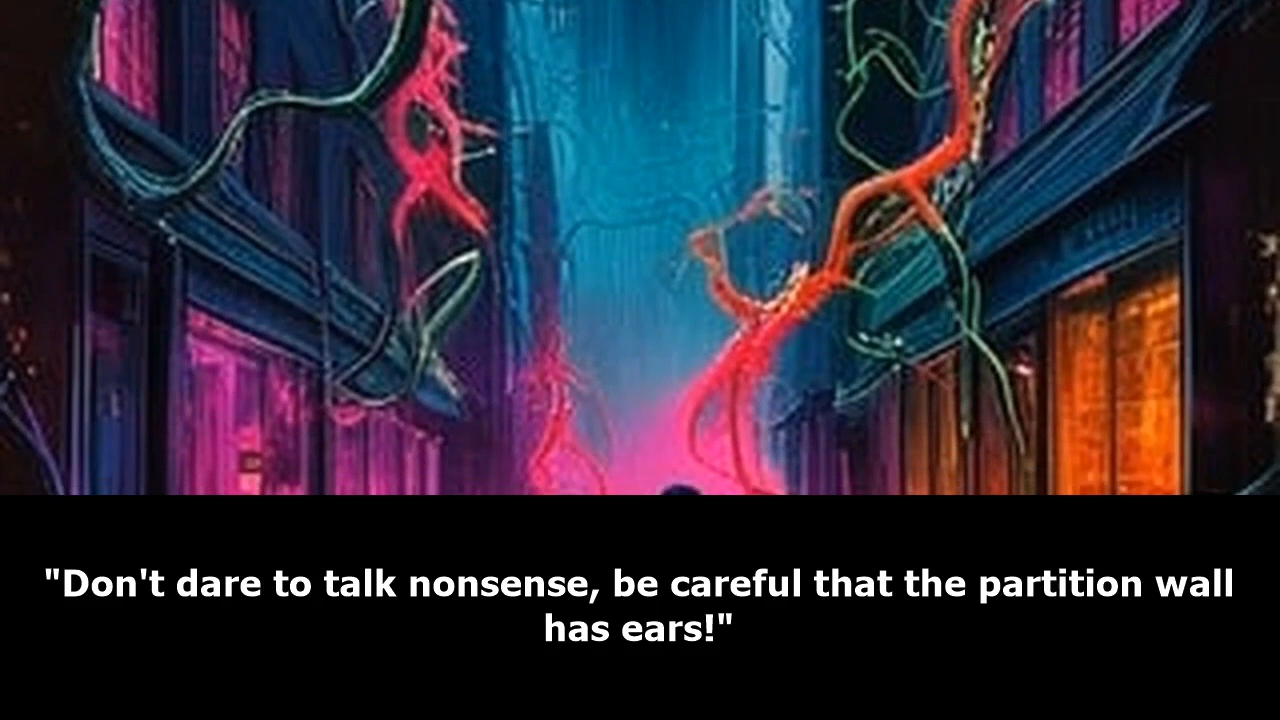 "Don't dare to talk nonsense, be careful that the partition wall
has ears!"